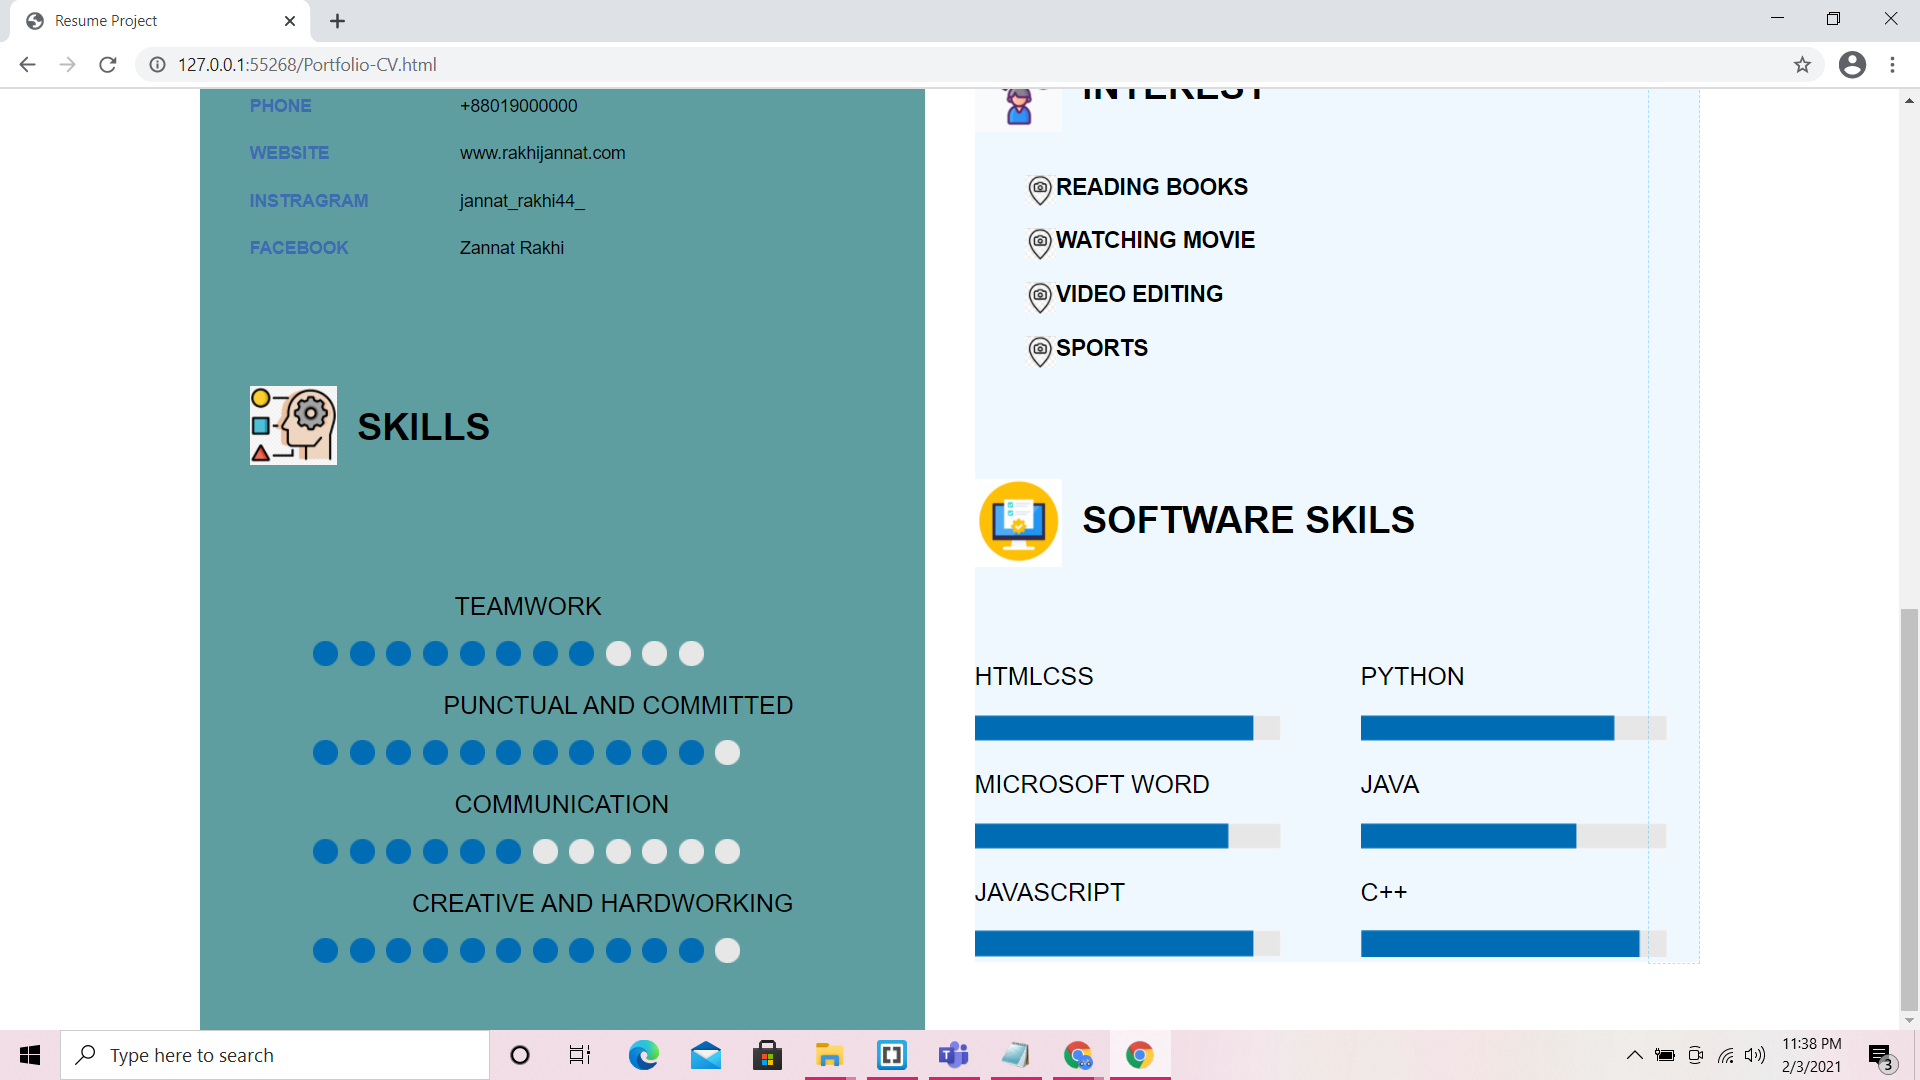 Resume Project
127.0.0.1:55268/Portfolio-CV.html
PHONE +88019000000
WEBSITE www.rakhijannat.com
INSTRAGRAM jannat_rakhi44_
FACEBOOK Zannat Rakhi
SKILLS
TEAMWORK
PUNCTUAL AND COMMITTED
COMMUNICATION
CREATIVE AND HARDWORKING
INTEREST
READING BOOKS
WATCHING MOVIE
VIDEO EDITING
SPORTS
SOFTWARE SKILS
HTMLCSS PYTHON
MICROSOFT WORD JAVA
JAVASCRIPT C++
Type here to search
11:38 PM
2/3/2021
3